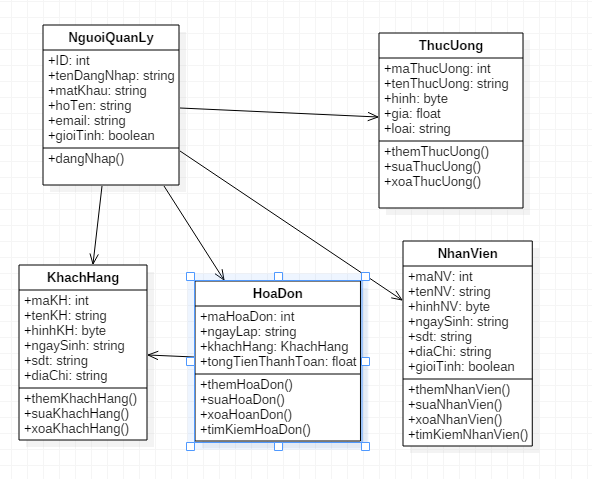 NguoiQuanLy
+ID: int
+tenDangNhap: string
+matKhau: string
+hoTen: string
+email: string
+gioiTinh: boolean
+dangNhap()
ThucUong
+maThucUong: int
+tenThucUong: string
+hinh: byte
+gia: float
+loai: string
+themThucUong()
+suaThucUong()
+xoaThucUong()
KhachHang
+maKH: int
+tenKH: string
+hinhKH: byte
+ngaySinh: string
+sdt: string
+diaChi: string
+themKhachHang()
+suaKhachHang()
+xoaKhachHang()
HoaDon
+maHoaDon: int
+ngayLap: string
+khachHang: KhachHang
+tongTienThanhToan: float
+themHoaDon()
+suaHoaDon()
+xoaHoanDon()
+timKiemHoaDon()
NhanVien
+maNV: int
+tenNV: string
+hinhNV: byte
+ngaySinh: string
+sdt: string
+diaChi: string
+gioiTinh: boolean
+themNhanVien()
+suaNhanVien()
+xoaNhanVien()
+timKiemNhanVien()